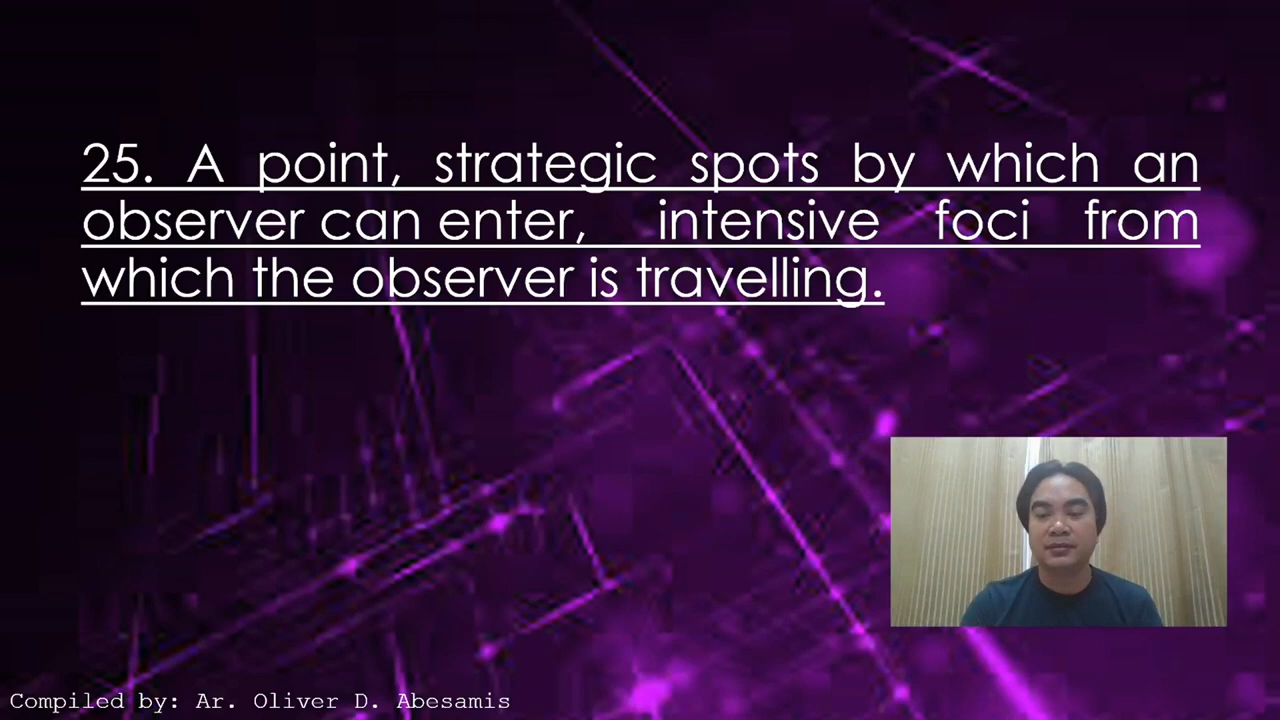 25. A point, strategic spots by which an
observer can enter, intensive foci from
which the observer is travelling.
Compiled by: Ar. Oliver D. Abesamis